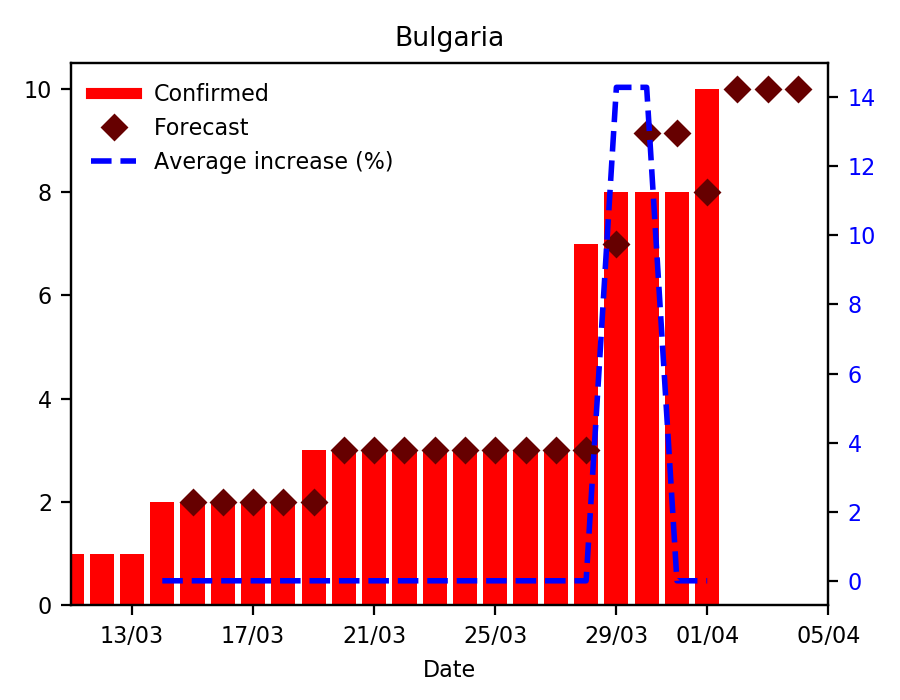 Bulgaria
Confirmed
Forecast
Average increase (%)
10
8
6
4
2
0
14
12
10
8
6
4
2
0
13/03 17/03 21/03 25/03 29/03 01/04 05/04
Date